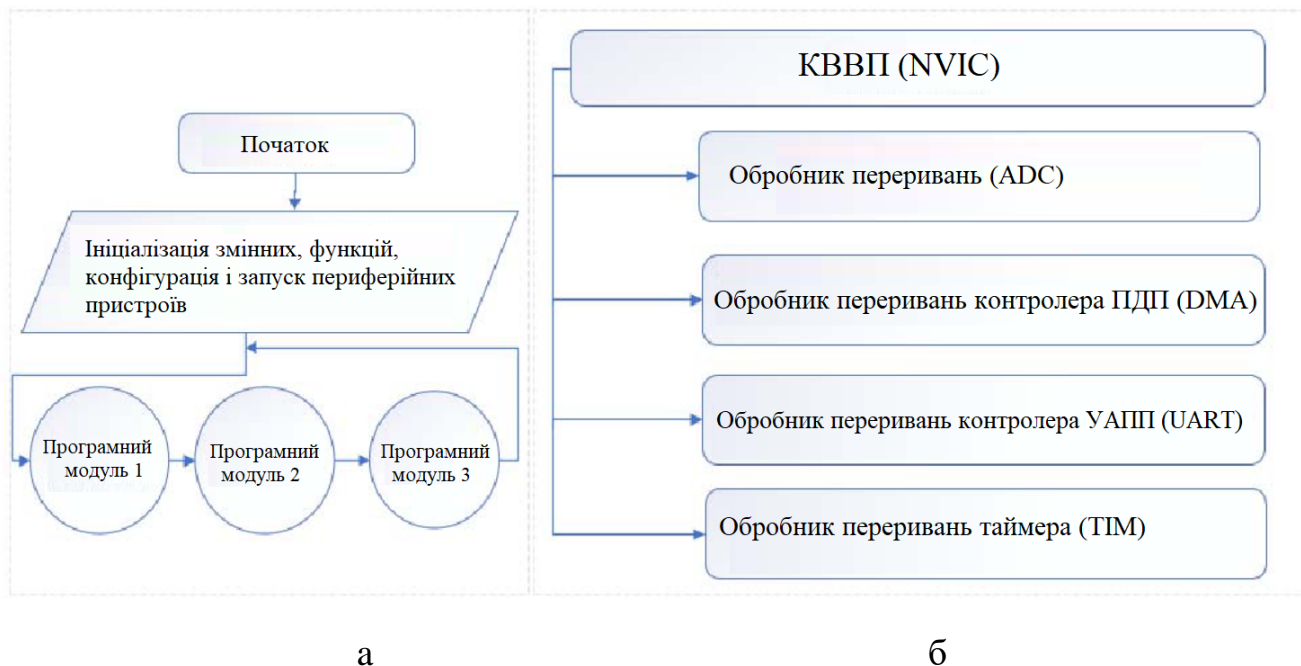 Початок
Ініціалізація змінних, функцій,
конфігурація і запуск периферійних
пристроїв
Програмний
модуль 1
Програмний
модуль 2
Програмний
модуль 3
КВВП (NVIC)
Обробник переривань (ADC)
Обробник переривань контролера ПДП (DMA)
Обробник переривань контролера УАПП (UART)
Обробник переривань таймера (TIM)
а
б